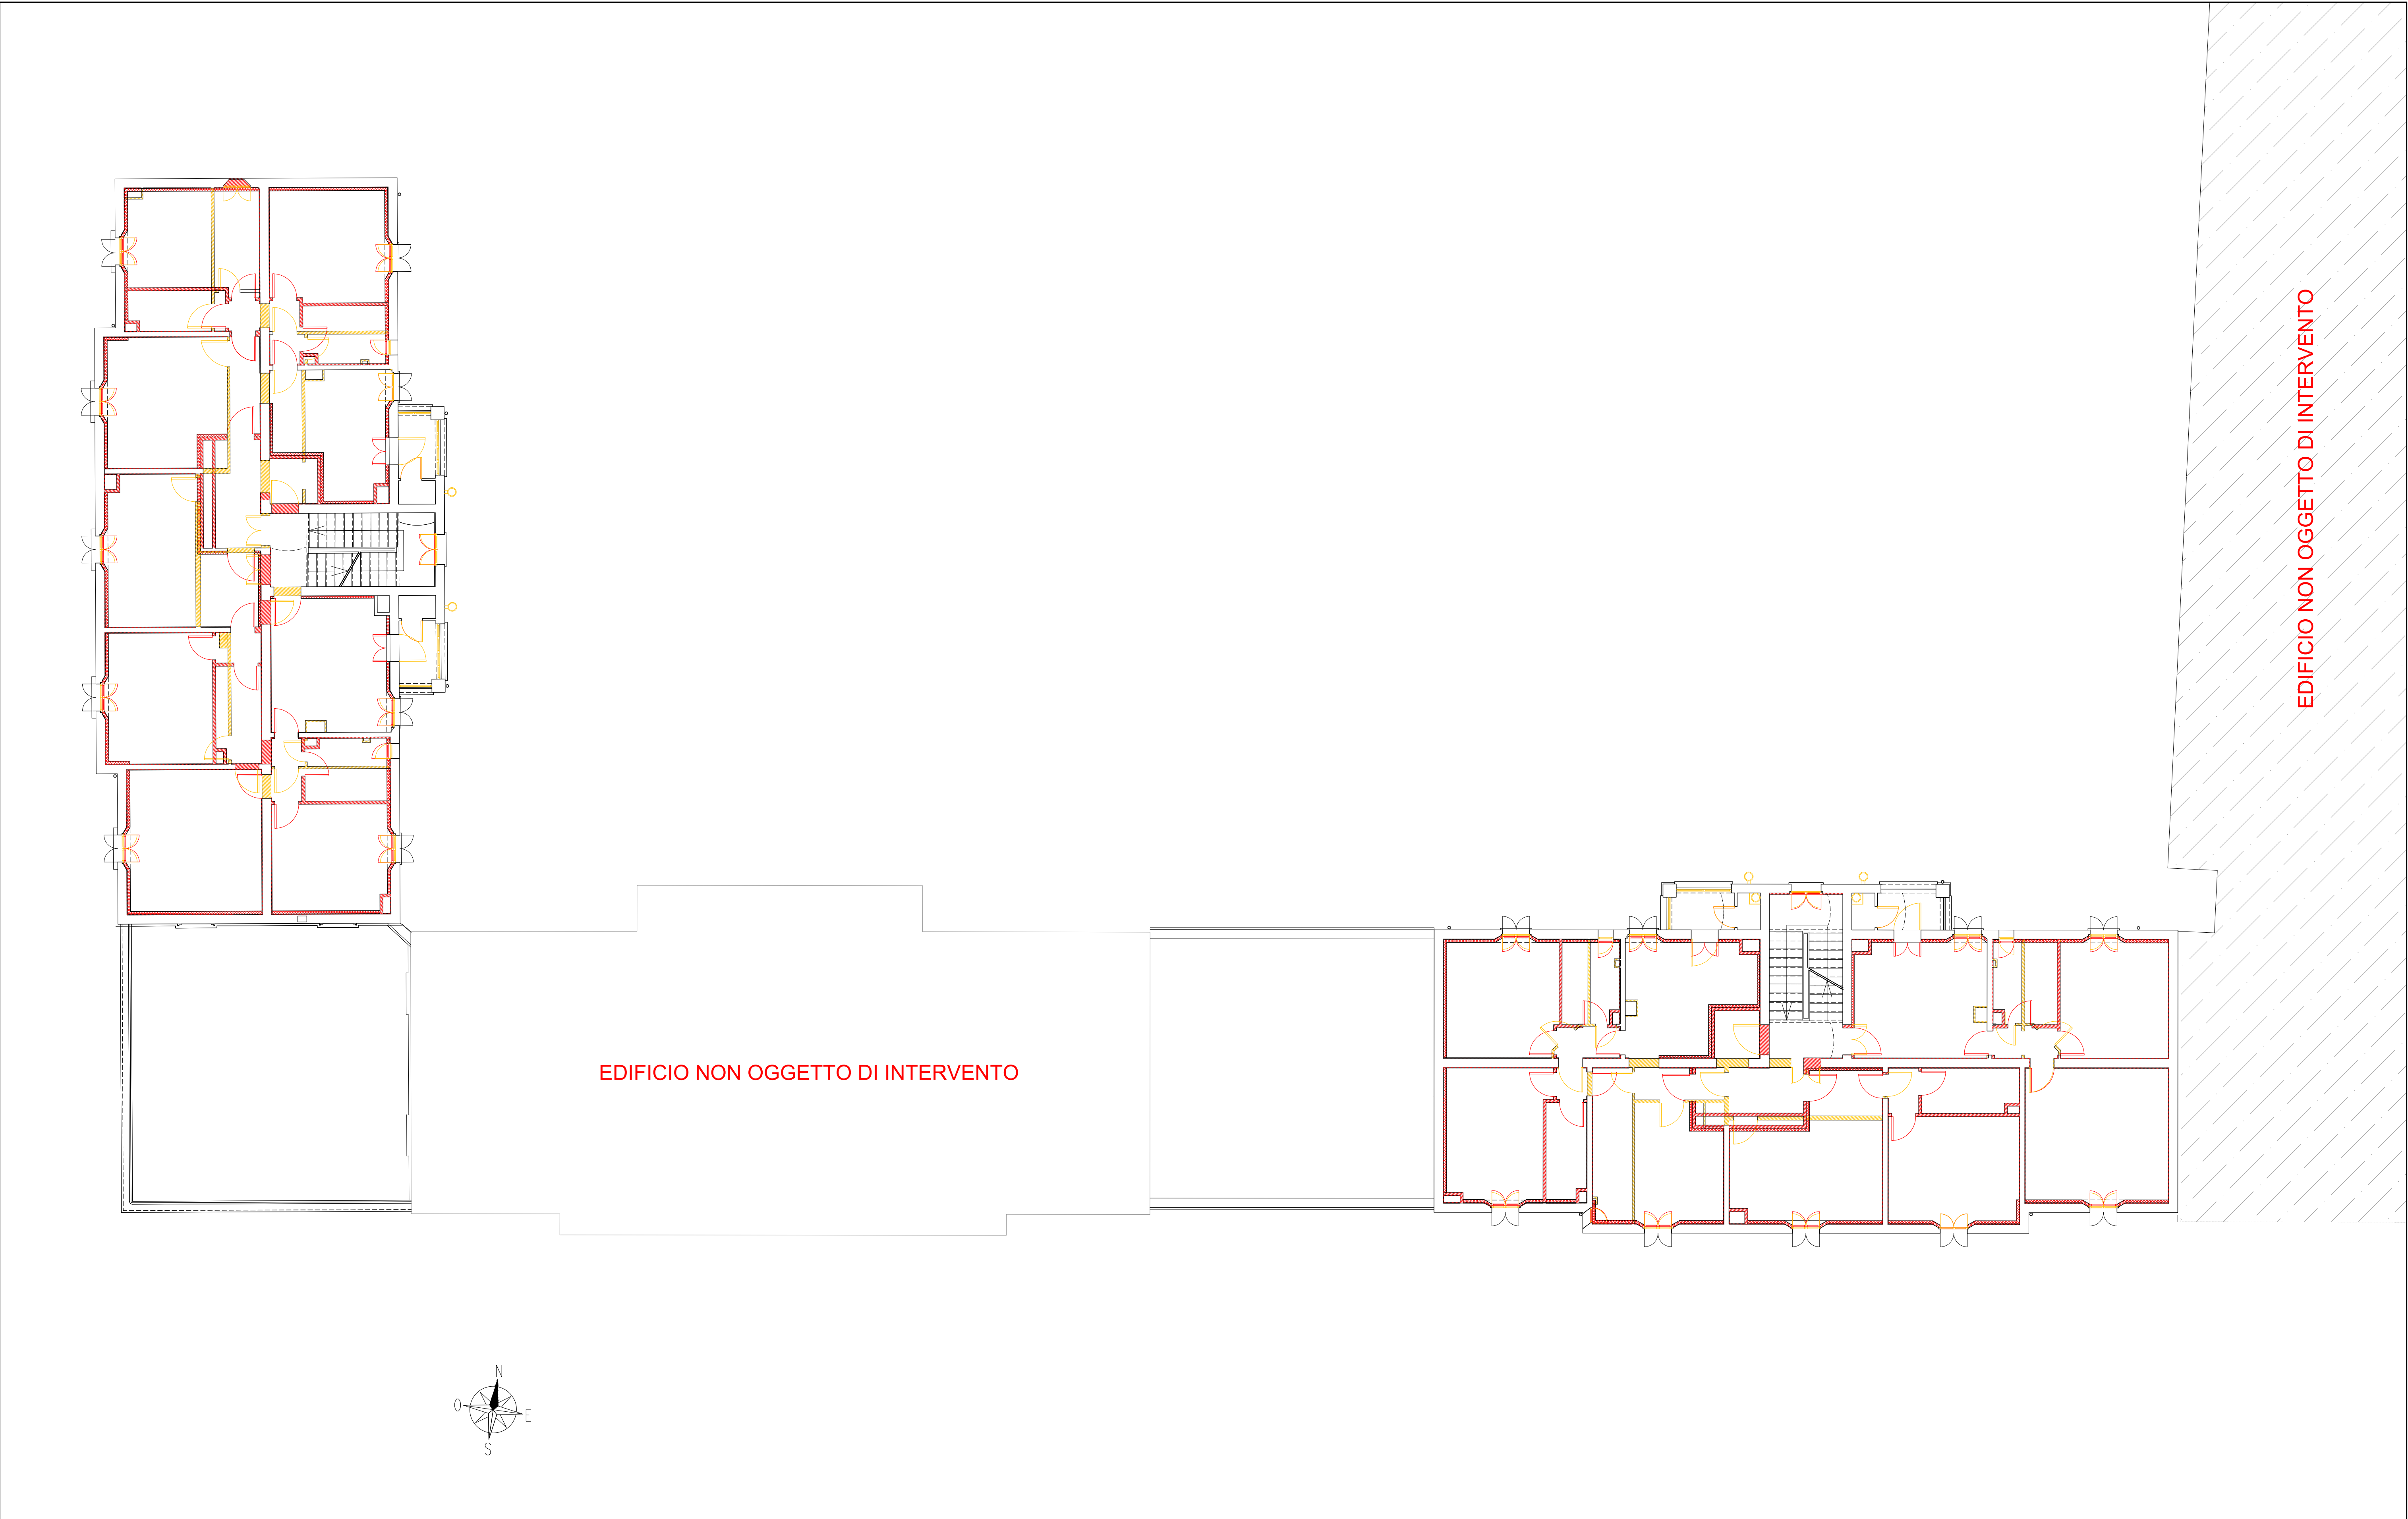 EDIFICIO NON OGGETTO DI INTERVENTO
EDIFICIO NON OGGETTO DI INTERVENTO
N
O
E
S